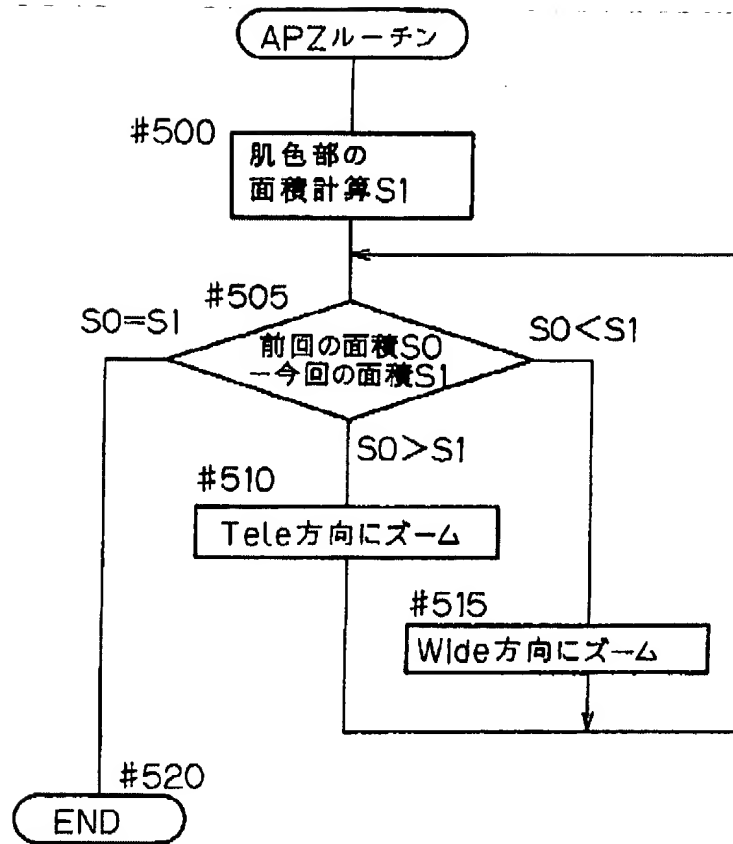 APZルーチン
#500
肌色部の
面積計算S1
#505
S0=S1
S0<S1
前回の面積S0
−今回の面積S1
S0>S1
#510
Tele方向にズーム
#515
Wide方向にズーム
#520
END